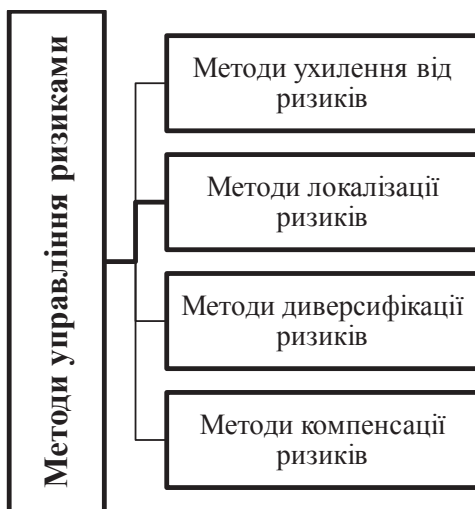 Методи управління ризиками
Методи ухилення від
ризиків
Методи локалізації
ризиків
Методи диверсифікації
ризиків
Методи компенсації
ризиків